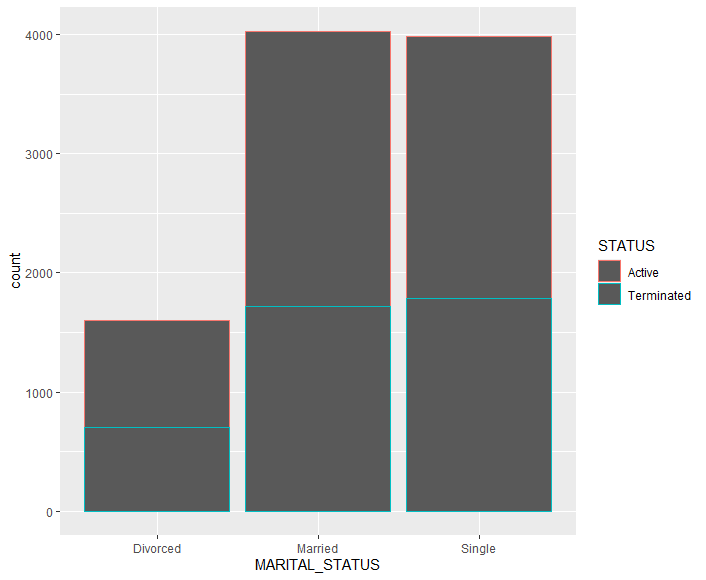 4000
3000
2000
1000
0
count
Divorced
Married
Single
MARITAL_STATUS
STATUS
Active
Terminated